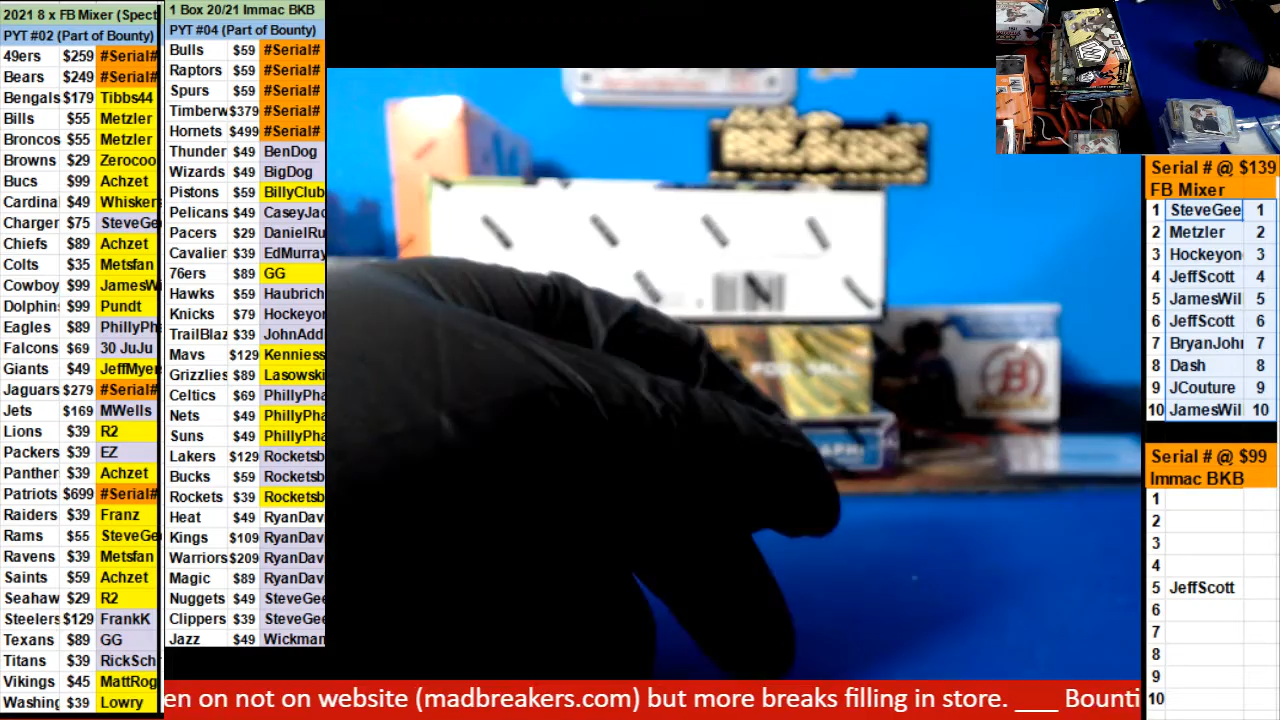 2021 8 x FB Mixer (Spect
PYT #02 (Part of Bounty)
49ers $259 #Serial#
Bears $249 #Serial#
Bengals $179 Tibbs44
Bills $55 Metzler
Broncos $55 Metzler
Browns $29 Zerocoo
Bucs $99 Achzet
Cardina $49 Whisker
Charger $75 SteveGe
Chiefs $89 Achzet
Colts $35 Metsfan
Cowboy $99 JamesW
Dolphin $99 Pundt
Eagles $89 PhillyPh
Falcons $69 30 JuJu
Giants $49 JeffMyer
Jaguars $279 #Serial#
Jets $169 MWells
Lions $39 R2
Packers $39 EZ
Panther $39 Achzet
Patriots $699 #Serial#
Raiders $39 Franz
Rams $55 SteveGe
Ravens $39 Metsfan
Saints $59 Achzet
Seahaw $29 R2
Steelers $129 FrankK
Texans $89 GG
Titans $39 RickSch
Vikings $45 MattRog
Washing $39 Lowry
1 Box 20/21 Immac BKB
PYT #04 (Part of Bounty)
Bulls $59 #Serial#
Raptors $59 #Serial#
Spurs $59 #Serial#
Timberw $379 #Serial#
Hornets $499 #Serial#
Thunder $49 BenDog
Wizards $49 BigDog
Pistons $59 BillyClub
Pelicans $49 CaseyJac
Pacers $29 DanielRu
Cavalier $39 EdMurray
76ers $89 GG
Hawks $59 Haubrich
Knicks $79 Hockeyor
TrailBlaz $39 JohnAdd
Mavs $129 Kenniess
Grizzlies $89 Lasowski
Celtics $69 PhillyPha
Nets $49 PhillyPha
Suns $49 PhillyPha
Lakers $129 Rocketsb
Bucks $59 Rocketsb
Rockets $39 Rocketsb
Heat $49 RyanDav
Kings $109 RyanDav
Warriors $209 RyanDav
Magic $89 RyanDav
Nuggets $49 SteveGee
Clippers $39 SteveGee
Jazz $49 Wickman
Serial # @ $139
FB Mixer
1 SteveGee 1
2 Metzler 2
3 Hockeyon 3
4 JeffScott 4
5 JamesWil 5
6 JeffScott 6
7 BryanJohr 7
8 Dash 8
9 JCouture 9
10 JamesWil 10
Serial # @ $99
Immac BKB
1
2
3
4
5 JeffScott
6
7
8
9
10
en on not on website (madbreakers.com) but more breaks filling in store. ___ Bounti